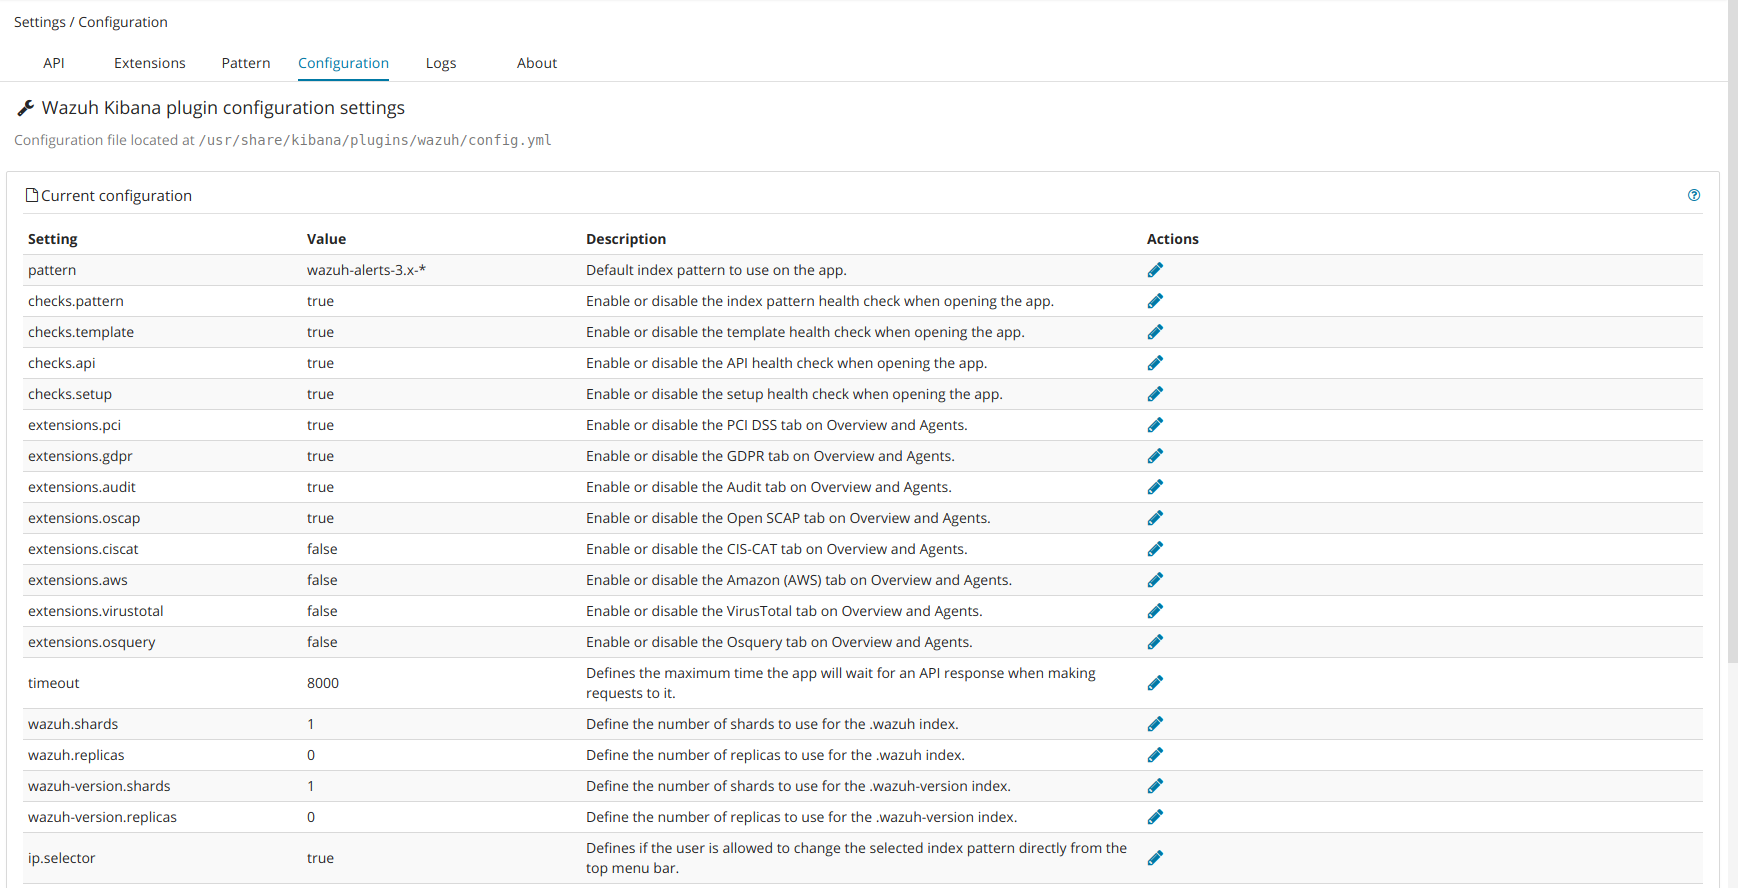 Settings / Configuration
API Extensions Pattern Configuration Logs About
Wazuh Kibana plugin configuration settings
Configuration file located at /usr/share/kibana/plugins/wazuh/config.yml
Current configuration
Setting Value Description Actions
pattern wazuh-alerts-3.x-* Default index pattern to use on the app.
checks.pattern true Enable or disable the index pattern health check when opening the app.
checks.template true Enable or disable the template health check when opening the app.
checks.api true Enable or disable the API health check when opening the app.
checks.setup true Enable or disable the setup health check when opening the app.
extensions.pci true Enable or disable the PCI DSS tab on Overview and Agents.
extensions.gdpr true Enable or disable the GDPR tab on Overview and Agents.
extensions.audit true Enable or disable the Audit tab on Overview and Agents.
extensions.oscap true Enable or disable the Open SCAP tab on Overview and Agents.
extensions.ciscat false Enable or disable the CIS-CAT tab on Overview and Agents.
extensions.aws false Enable or disable the Amazon (AWS) tab on Overview and Agents.
extensions.virustotal false Enable or disable the VirusTotal tab on Overview and Agents.
extensions.osquery false Enable or disable the Osquery tab on Overview and Agents.
timeout 8000 Defines the maximum time the app will wait for an API response when making
requests to it.
wazuh.shards 1 Define the number of shards to use for the .wazuh index.
wazuh.replicas 0 Define the number of replicas to use for the .wazuh index.
wazuh-version.shards 1 Define the number of shards to use for the .wazuh-version index.
wazuh-version.replicas 0 Define the number of replicas to use for the .wazuh-version index.
ip.selector true Defines if the user is allowed to change the selected index pattern directly from the
top menu bar.